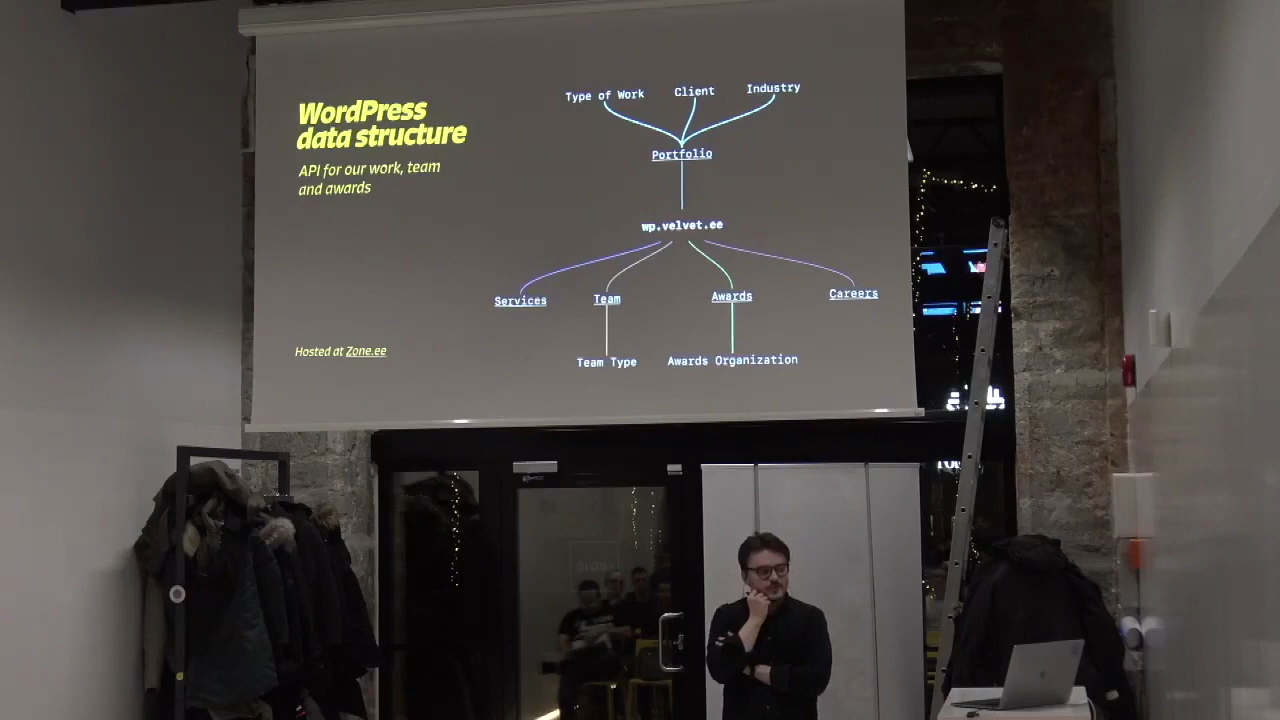 WordPress
data structure
API for our work, team
and awards
Hosted at Zone.ee
Type of Work Client Industry
Portfolio
wp.velvet.ee
Services Team Awards Careers
Team Type Awards Organization